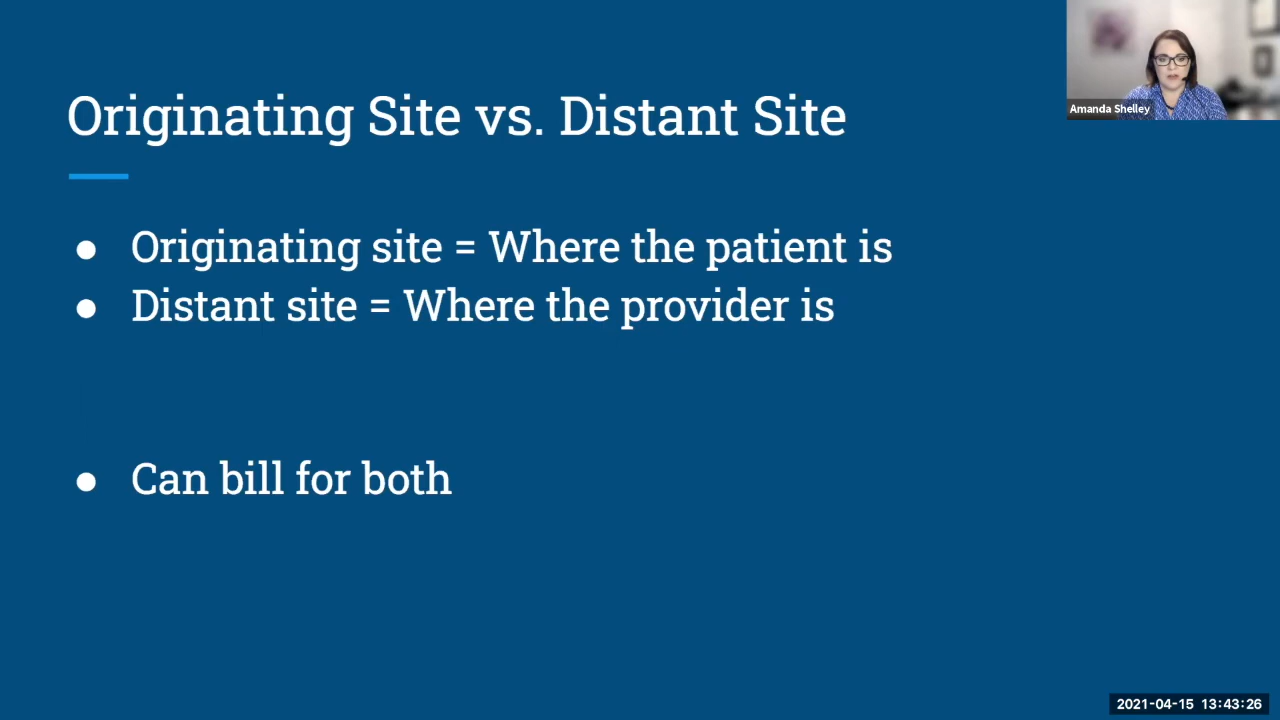 Originating Site vs. Distant Site
Amanda Shelley
● Originating site = Where the patient is
● Distant site = Where the provider is
● Can bill for both
2021-04-15 13:43:26